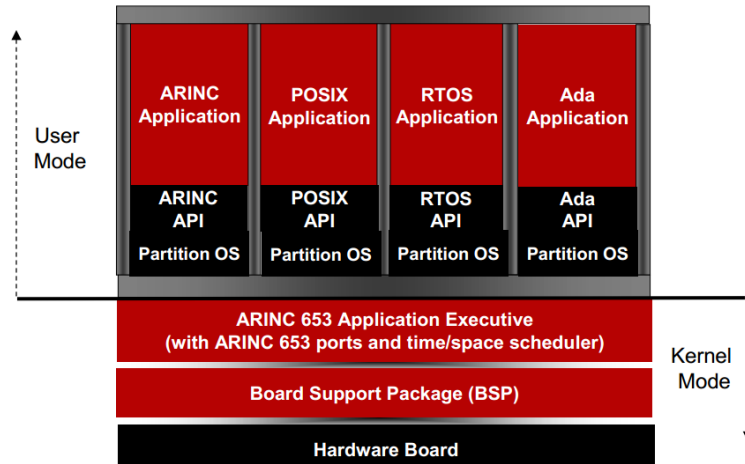 User
Mode
ARINC
Application
POSIX
Application
RTOS
Application
Ada
Application
ARINC
API
POSIX
API
RTOS
API
Ada
API
Partition OS
Partition OS
Partition OS
Partition OS
ARINC 653 Application Executive
(with ARINC 653 ports and time/space scheduler)
Kernel
Mode
Board Support Package (BSP)
Hardware Board